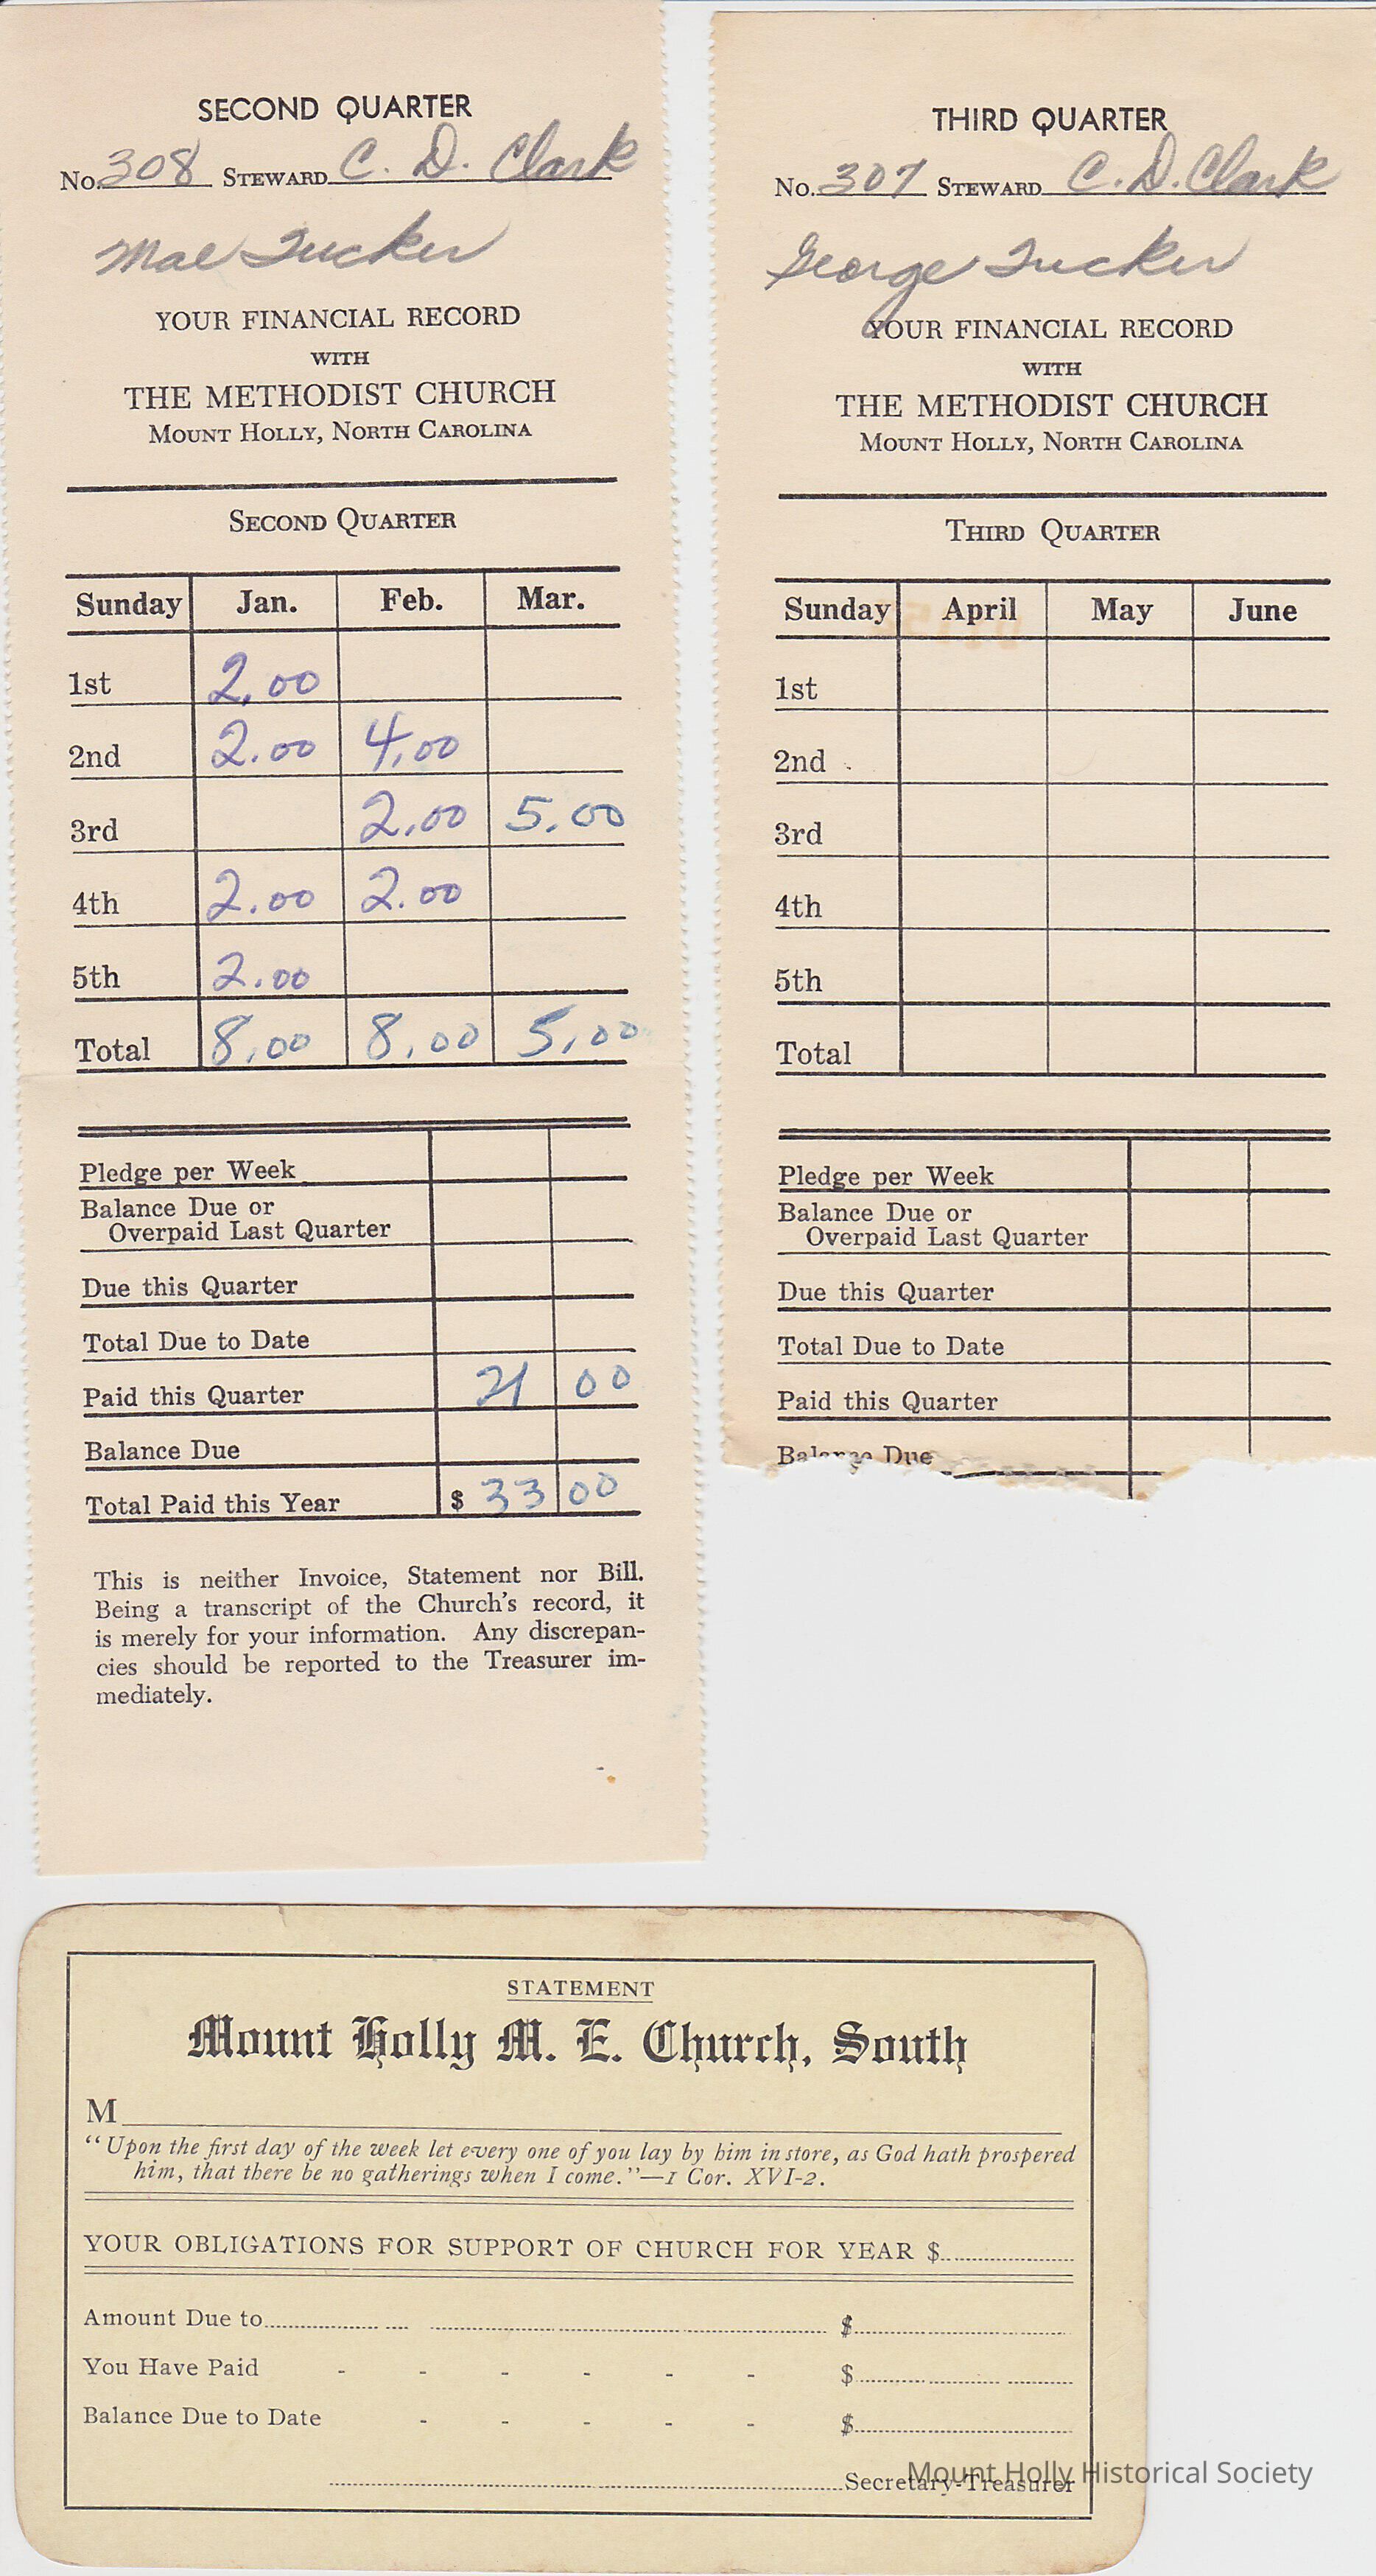 SECOND QUARTER
No. 308 STEWARD C. D. Clark
Mae Tucker
YOUR FINANCIAL RECORD
WITH
THE METHODIST CHURCH
MOUNT HOLLY, NORTH CAROLINA
SECOND QUARTER
Sunday Jan. Feb. Mar.
1st 2.00
2nd 2.00 4.00
3rd 2.00 5.00
4th 2.00 2.00
5th 2.00
Total 8.00 8.00 5.00
Pledge per Week
Balance Due or
Overpaid Last Quarter
Due this Quarter
Total Due to Date
Paid this Quarter 21 00
Balance Due
Total Paid this Year $ 33 00
This is neither Invoice, Statement nor Bill.
Being a transcript of the Church's record, it
is merely for your information. Any discrepan-
cies should be reported to the Treasurer im-
mediately.
THIRD QUARTER
No. 307 STEWARD C. D. Clark
George Tucker
YOUR FINANCIAL RECORD
WITH
THE METHODIST CHURCH
MOUNT HOLLY, NORTH CAROLINA
THIRD QUARTER
Sunday April May June
1st
2nd
3rd
4th
5th
Total
Pledge per Week
Balance Due or
Overpaid Last Quarter
Due this Quarter
Total Due to Date
Paid this Quarter
Balance Due
STATEMENT
Mount Holly M. E. Church, South
M
"Upon the first day of the week let every one of you lay by him in store, as God hath prospered
him, that there be no gatherings when I come."—1 Cor. XVI-2.
YOUR OBLIGATIONS FOR SUPPORT OF CHURCH FOR YEAR $
Amount Due to $
You Have Paid - - - - - - $
Balance Due to Date - - - - - $
Secretary-Treasurer
Mount Holly Historical Society